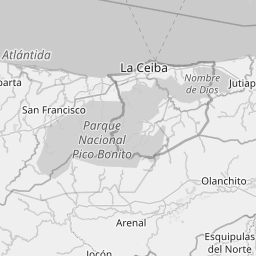 Atlántida
La Ceiba
Nombre
de Dios
Jutiap
parta
San Francisco
Parque
Nacional
Pico Bonito
Olanchito
Arenal
Esquipulas
del Norte
Jocón